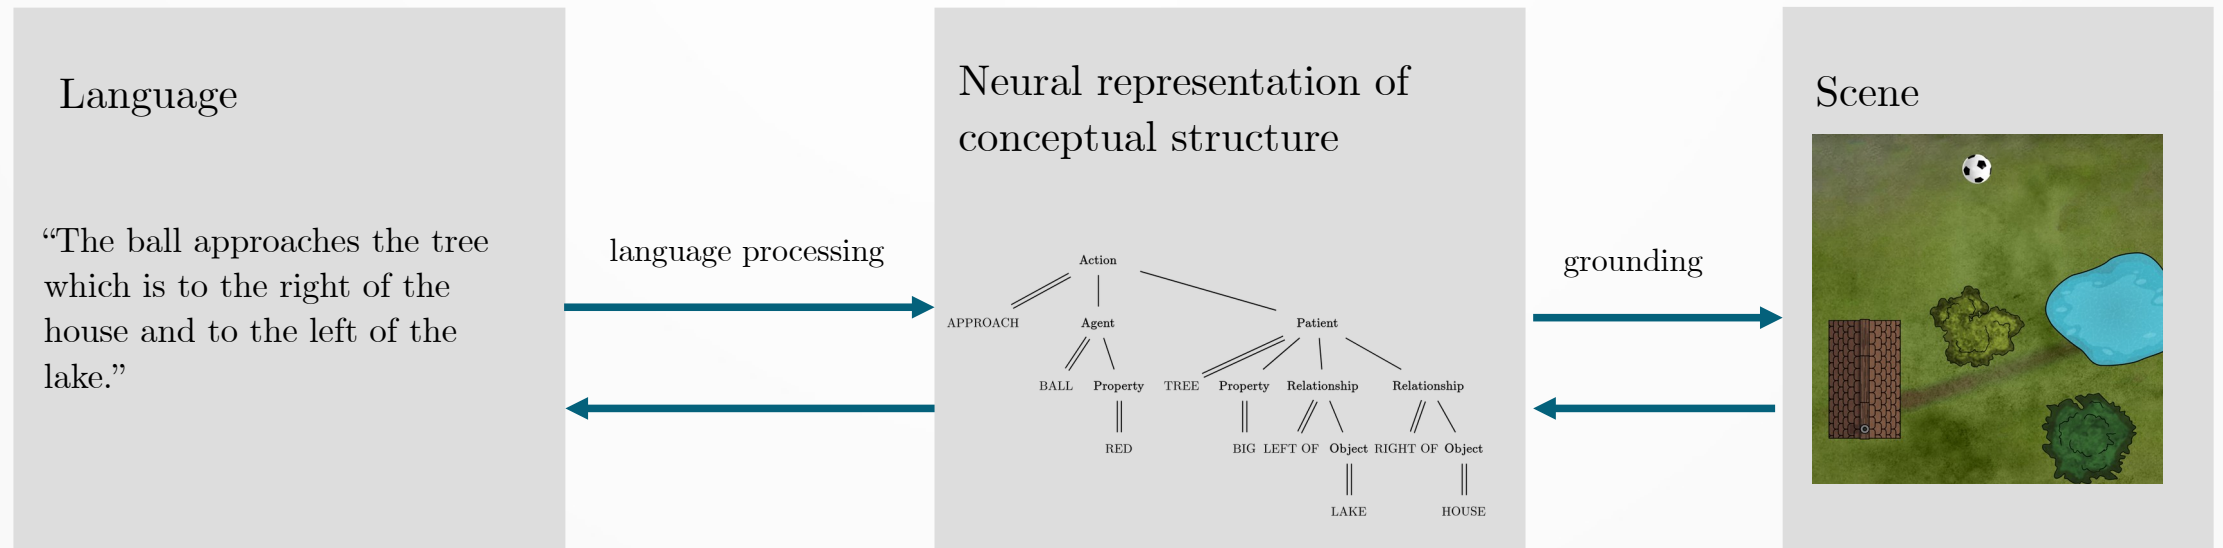 Language
“The ball approaches the tree
which is to the right of the
house and to the left of the
lake.”
language processing
Neural representation of
conceptual structure
Action
APPROACH Agent Patient
BALL Property TREE Property Relationship Relationship
RED BIG LEFT OF Object RIGHT OF Object
LAKE HOUSE
grounding
Scene